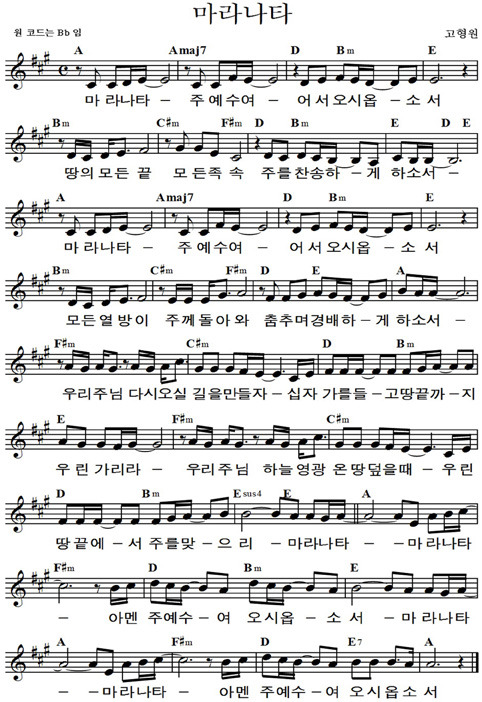 마라나타
원 코드는 Bb 임
고형원
A Amaj7 D Bm E
마 라나타 – 주 예수여 – 어 서 오시옵 – 소 서
Bm C#m F#m D Bm E D E
땅의 모든 끝 모 든족 속 주를 찬송하 – 게 하소서 –
A Amaj7 D Bm E
마 라나타 – 주 예수여 – 어 서 오시옵 – 소 서
Bm C#m F#m D E A
모든 열 방이 주께 돌아 와 춤추며경배하 – 게 하소서 –
F#m C#m D Bm
우리주님 다시오실 길을만들자 – 십자 가를들 – 고땅끝까 – 지
E F#m C#m
우 린 가리라 – 우리주님 하늘 영광 온 땅덮을때 – 우린
D Bm Esus4 E A
땅 끝에 – 서 주를맞 – 으 리 – 마라나타 – – 마라나타
F#m D Bm E
– 아멘 주예수 – 여 오시옵 – 소 서 – 마 라나타
A F#m D E7 A
– – 마라나타 – 아멘 주예수 – 여 오시옵소 서